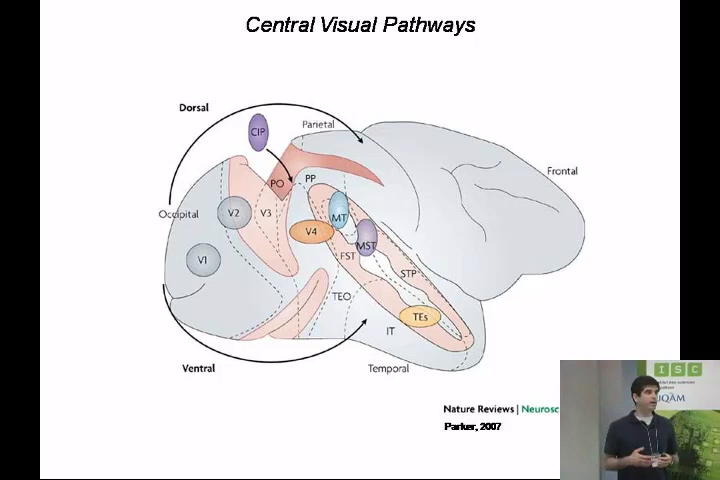 Central Visual Pathways
Dorsal
CIP
Parietal
Frontal
PO
PP
Occipital
V2
V3
MT
V4
MST
V1
FST
STP
TEO
TEs
IT
Ventral
Temporal
Nature Reviews | Neurosc
Parker, 2007
ISC
UQÀM